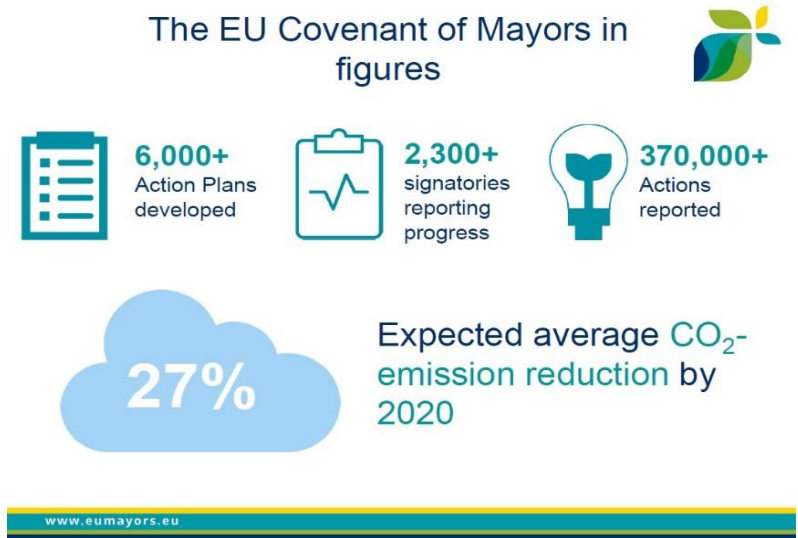 The EU Covenant of Mayors in
figures
6,000+
Action Plans
developed
2,300+
signatories
reporting
progress
370,000+
Actions
reported
27%
Expected average CO₂-
emission reduction by
2020
www.eumayors.eu